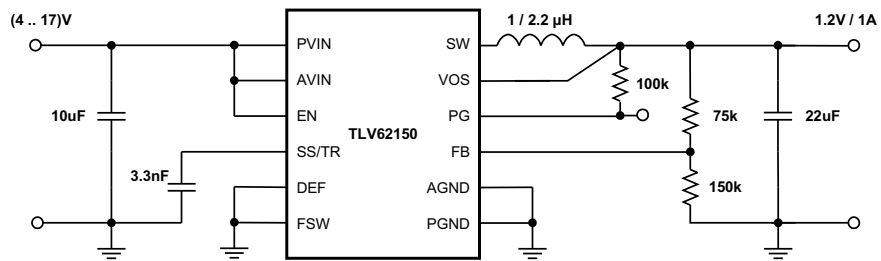 (4 .. 17)V
1 / 2.2 µH
1.2V / 1A
PVIN
SW
AVIN
VOS
100k
10uF
EN
PG
75k
22uF
TLV62150
SS/TR
FB
3.3nF
DEF
AGND
150k
FSW
PGND